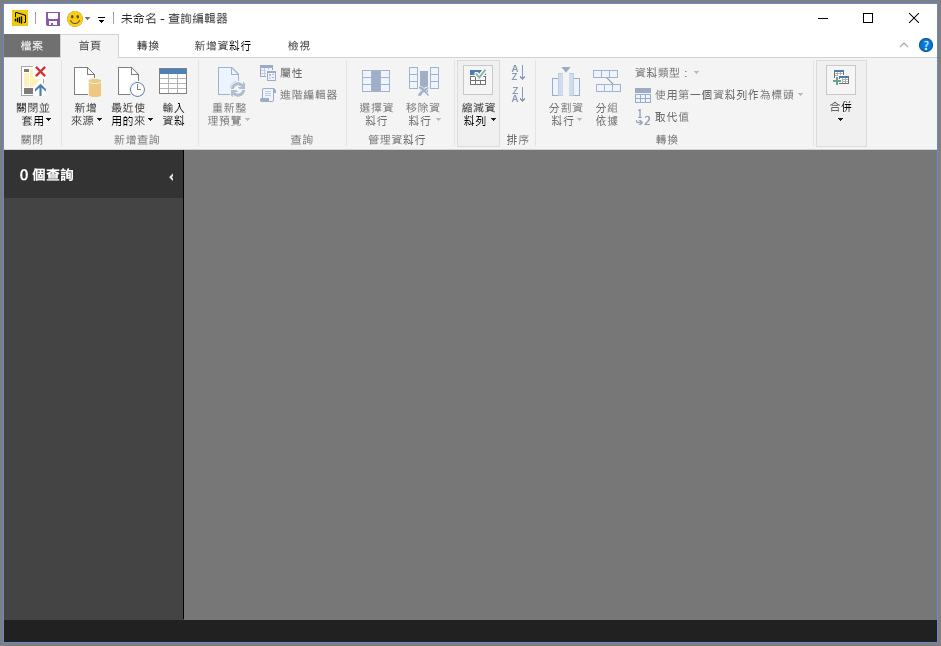 未命名 - 查詢編輯器
檔案 首頁 轉換 新增資料行 檢視
?
關閉並
套用
新增
來源
最近使
用的來
輸入
資料
重新整
理預覽
屬性
進階編輯器
選擇資
料行
移除資
料行
縮減資
料列
A
Z
Z
A
分割資
料行
分組
依據
資料類型：
使用第一個資料列作為標頭
1
2 取代值
合併
關閉 新增查詢 查詢 管理資料行 排序 轉換
0 個查詢